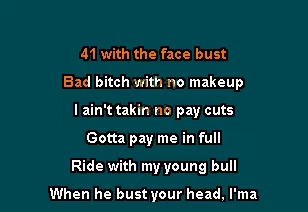 41 with the face bust
Bad bitch with no makeup
I ain't takin no pay cuts
Gotta pay me in full
Ride with my young bull
When he bust your head, I'ma